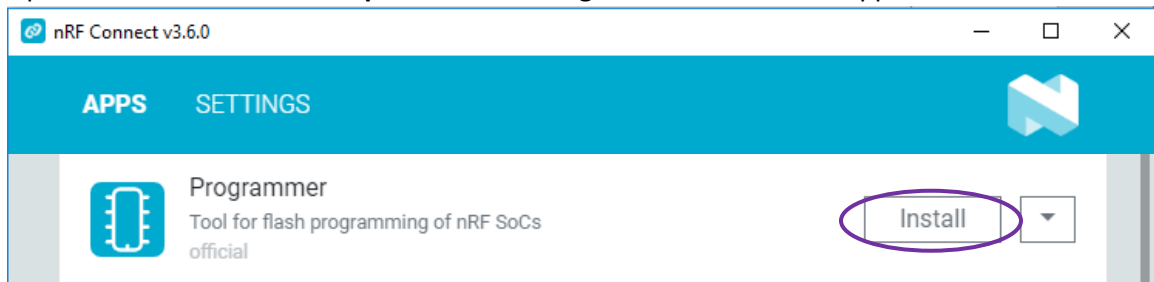 nRF Connect v3.6.0
APPS SETTINGS
Programmer
Tool for flash programming of nRF SoCs
official
Install